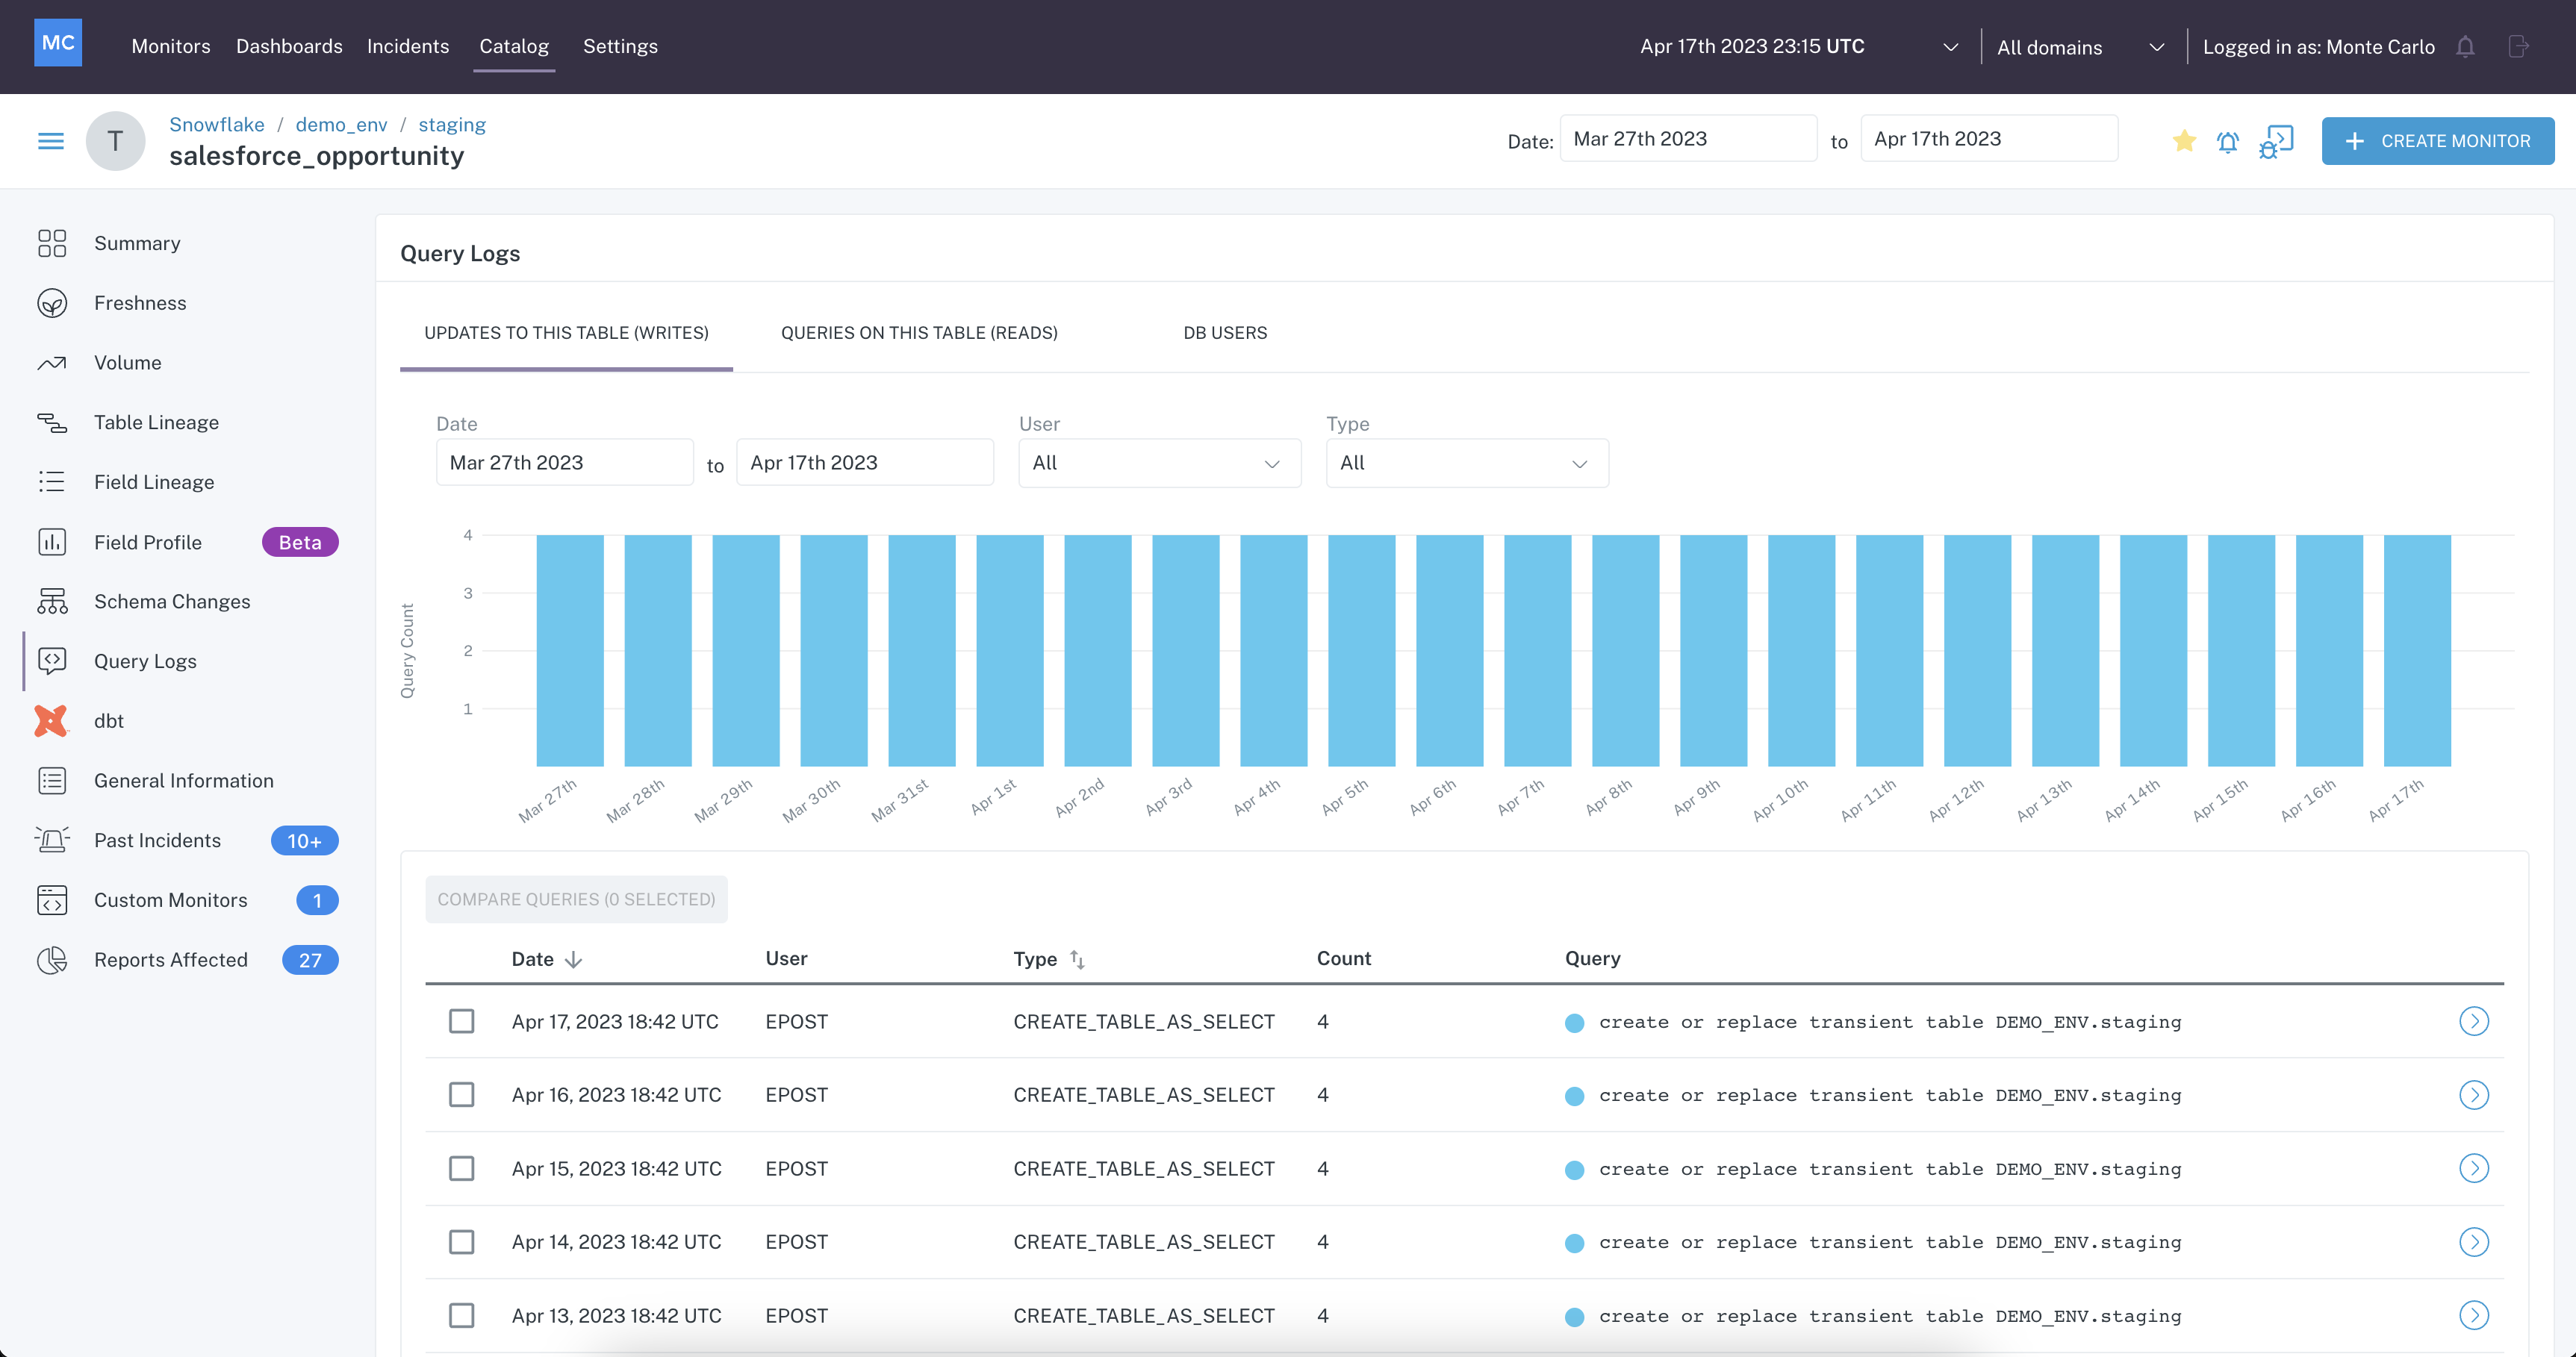 MC Monitors Dashboards Incidents Catalog Settings Apr 17th 2023 23:15 UTC All domains Logged in as: Monte Carlo
T
Snowflake / demo_env / staging
salesforce_opportunity
Date: Mar 27th 2023 to Apr 17th 2023
CREATE MONITOR
Summary
Freshness
Volume
Table Lineage
Field Lineage
Field Profile Beta
Schema Changes
Query Logs
dbt
General Information
Past Incidents 10+
Custom Monitors 1
Reports Affected 27
Query Logs
UPDATES TO THIS TABLE (WRITES) QUERIES ON THIS TABLE (READS) DB USERS
Date User Type
Mar 27th 2023 to Apr 17th 2023 All All
Query Count
4
3
2
1
Mar 27th Mar 28th Mar 29th Mar 30th Mar 31st Apr 1st Apr 2nd Apr 3rd Apr 4th Apr 5th Apr 6th Apr 7th Apr 8th Apr 9th Apr 10th Apr 11th Apr 12th Apr 13th Apr 14th Apr 15th Apr 16th Apr 17th
COMPARE QUERIES (0 SELECTED)
Date User Type Count Query
Apr 17, 2023 18:42 UTC EPOST CREATE_TABLE_AS_SELECT 4 create or replace transient table DEMO_ENV.staging
Apr 16, 2023 18:42 UTC EPOST CREATE_TABLE_AS_SELECT 4 create or replace transient table DEMO_ENV.staging
Apr 15, 2023 18:42 UTC EPOST CREATE_TABLE_AS_SELECT 4 create or replace transient table DEMO_ENV.staging
Apr 14, 2023 18:42 UTC EPOST CREATE_TABLE_AS_SELECT 4 create or replace transient table DEMO_ENV.staging
Apr 13, 2023 18:42 UTC EPOST CREATE_TABLE_AS_SELECT 4 create or replace transient table DEMO_ENV.staging